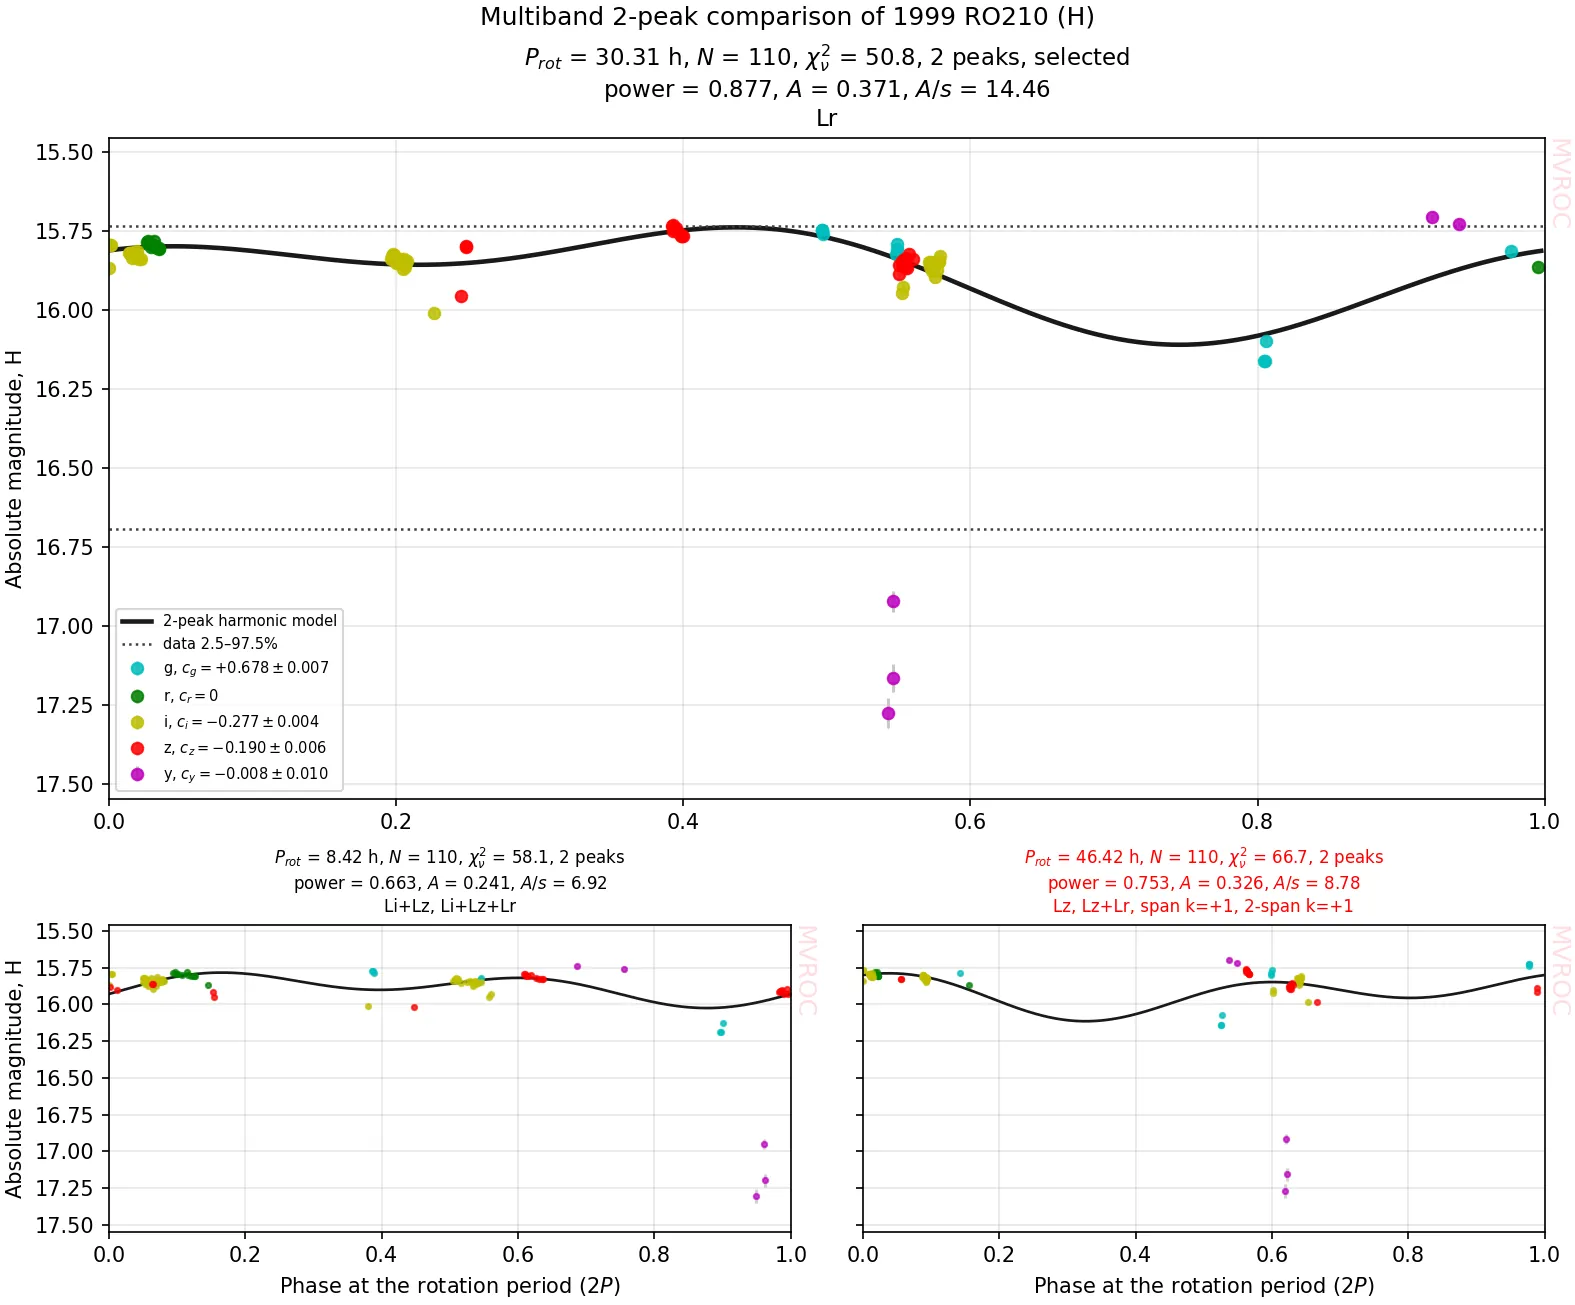 Multiband 2-peak comparison of 1999 RO210 (H)
P_rot = 30.31 h, N = 110, χ²_ν = 50.8, 2 peaks, selected
power = 0.877, A = 0.371, A/s = 14.46
Lr
MVROC
Absolute magnitude, H
15.50
15.75
16.00
16.25
16.50
16.75
17.00
17.25
17.50
2-peak harmonic model
data 2.5–97.5%
g, c_g = +0.678 ± 0.007
r, c_r = 0
i, c_i = −0.277 ± 0.004
z, c_z = −0.190 ± 0.006
y, c_y = −0.008 ± 0.010
0.0 0.2 0.4 0.6 0.8 1.0
P_rot = 8.42 h, N = 110, χ²_ν = 58.1, 2 peaks
power = 0.663, A = 0.241, A/s = 6.92
Li+Lz, Li+Lz+Lr
MVROC
Absolute magnitude, H
15.50
15.75
16.00
16.25
16.50
16.75
17.00
17.25
17.50
0.0 0.2 0.4 0.6 0.8 1.0
Phase at the rotation period (2P)
P_rot = 46.42 h, N = 110, χ²_ν = 66.7, 2 peaks
power = 0.753, A = 0.326, A/s = 8.78
Lz, Lz+Lr, span k=+1, 2-span k=+1
MVROC
0.0 0.2 0.4 0.6 0.8 1.0
Phase at the rotation period (2P)